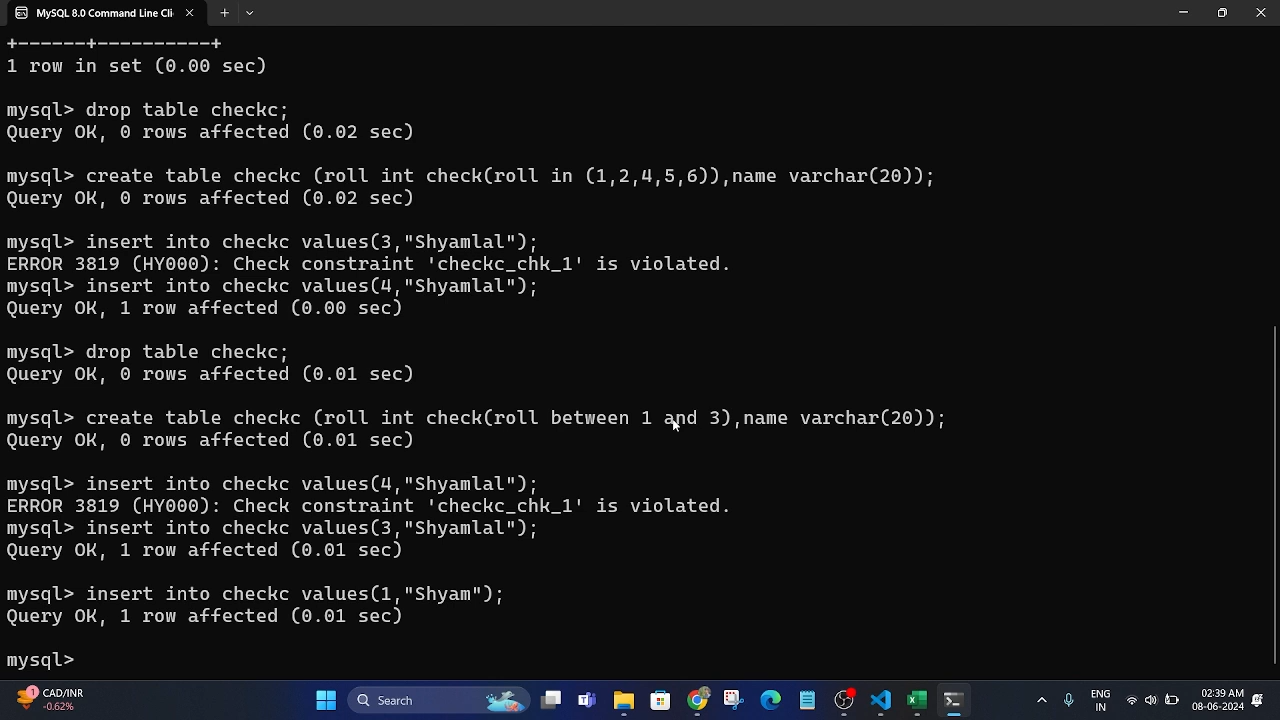 MySQL 8.0 Command Line Cli
+------+----------+
1 row in set (0.00 sec)
mysql> drop table checkc;
Query OK, 0 rows affected (0.02 sec)
mysql> create table checkc (roll int check(roll in (1,2,4,5,6)),name varchar(20));
Query OK, 0 rows affected (0.02 sec)
mysql> insert into checkc values(3,"Shyamlal");
ERROR 3819 (HY000): Check constraint 'checkc_chk_1' is violated.
mysql> insert into checkc values(4,"Shyamlal");
Query OK, 1 row affected (0.00 sec)
mysql> drop table checkc;
Query OK, 0 rows affected (0.01 sec)
mysql> create table checkc (roll int check(roll between 1 and 3),name varchar(20));
Query OK, 0 rows affected (0.01 sec)
mysql> insert into checkc values(4,"Shyamlal");
ERROR 3819 (HY000): Check constraint 'checkc_chk_1' is violated.
mysql> insert into checkc values(3,"Shyamlal");
Query OK, 1 row affected (0.01 sec)
mysql> insert into checkc values(1,"Shyam");
Query OK, 1 row affected (0.01 sec)
mysql>
1 CAD/INR
-0.62%
Search
ENG
IN
02:39 AM
08-06-2024